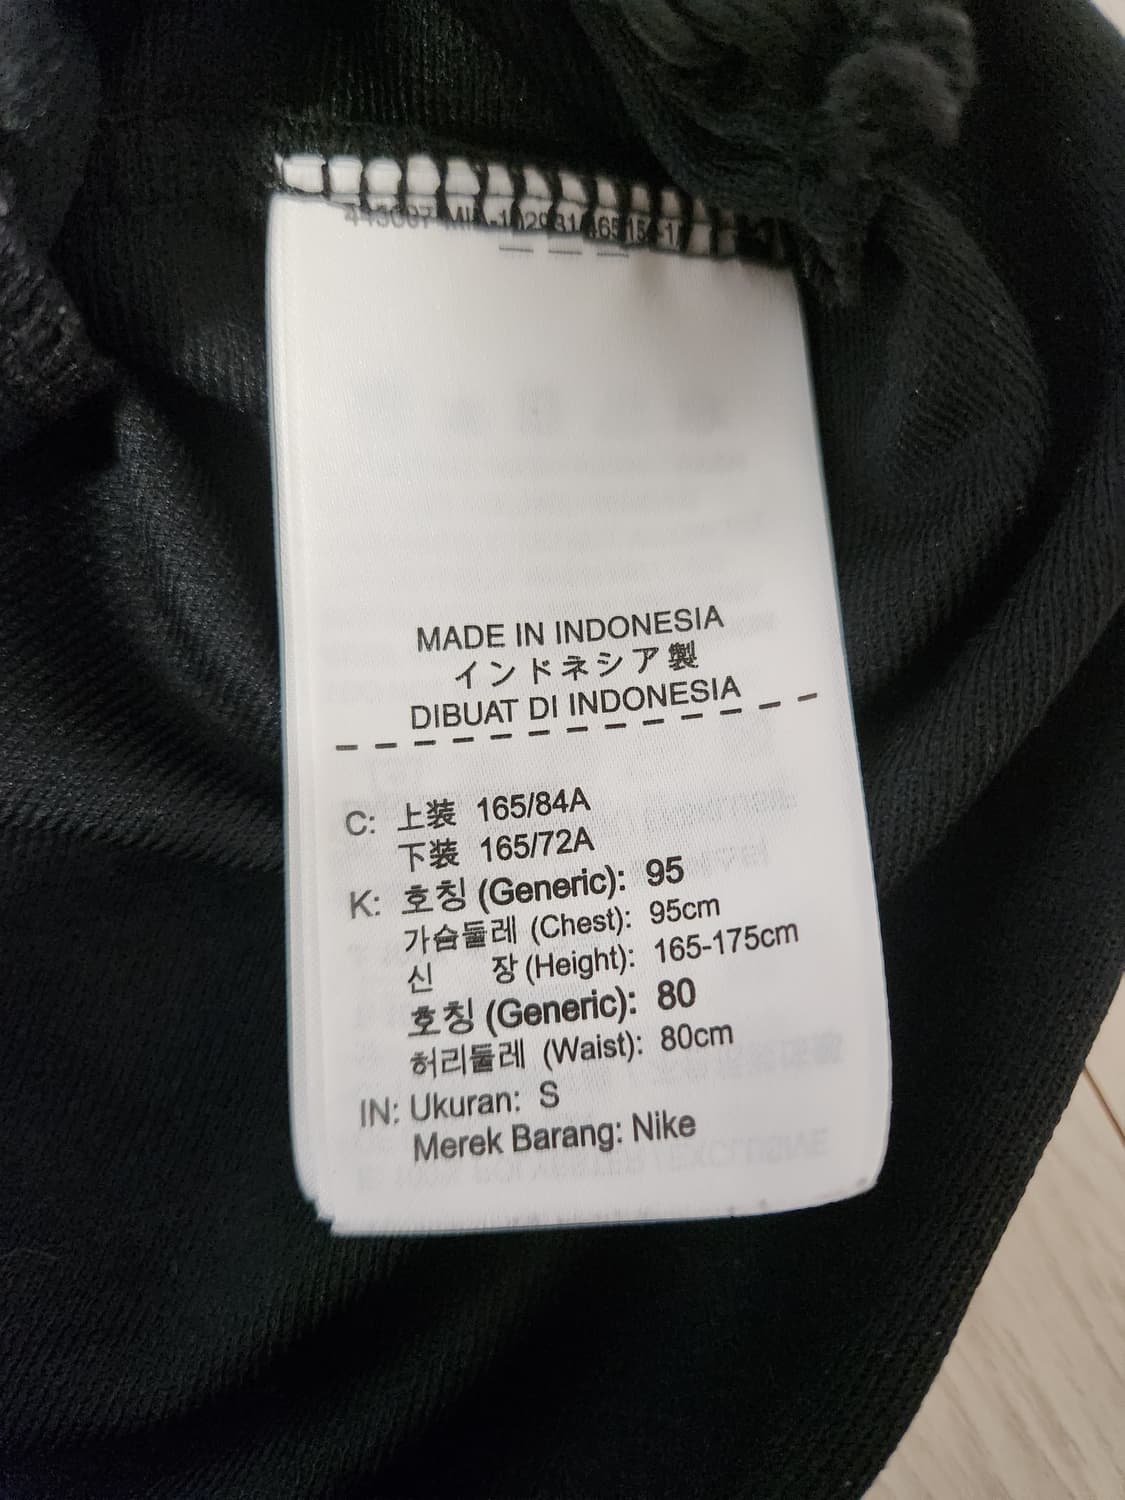 MADE IN INDONESIA
インドネシア製
DIBUAT DI INDONESIA
C: 上装 165/84A
下装 165/72A
K: 호칭 (Generic): 95
가슴둘레 (Chest): 95cm
신 장 (Height): 165-175cm
호칭 (Generic): 80
허리둘레 (Waist): 80cm
IN: Ukuran: S
Merek Barang: Nike